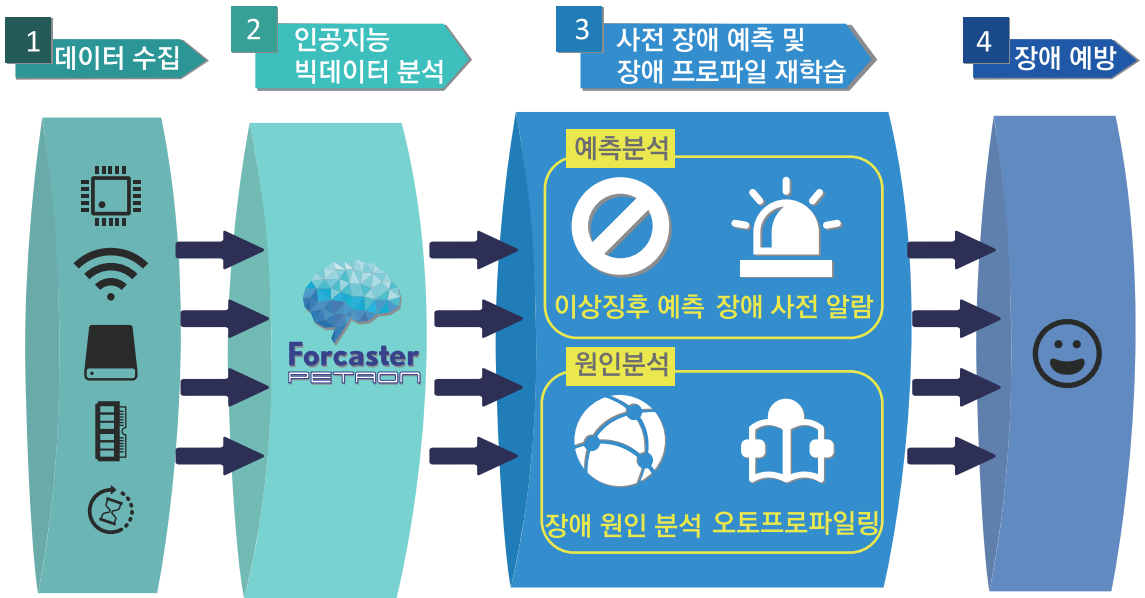 1
데이터 수집
2
인공지능
빅데이터 분석
3
사전 장애 예측 및
장애 프로파일 재학습
4
장애 예방
Forcaster
PETRON
예측분석
이상징후 예측
장애 사전 알람
원인분석
장애 원인 분석
오토프로파일링